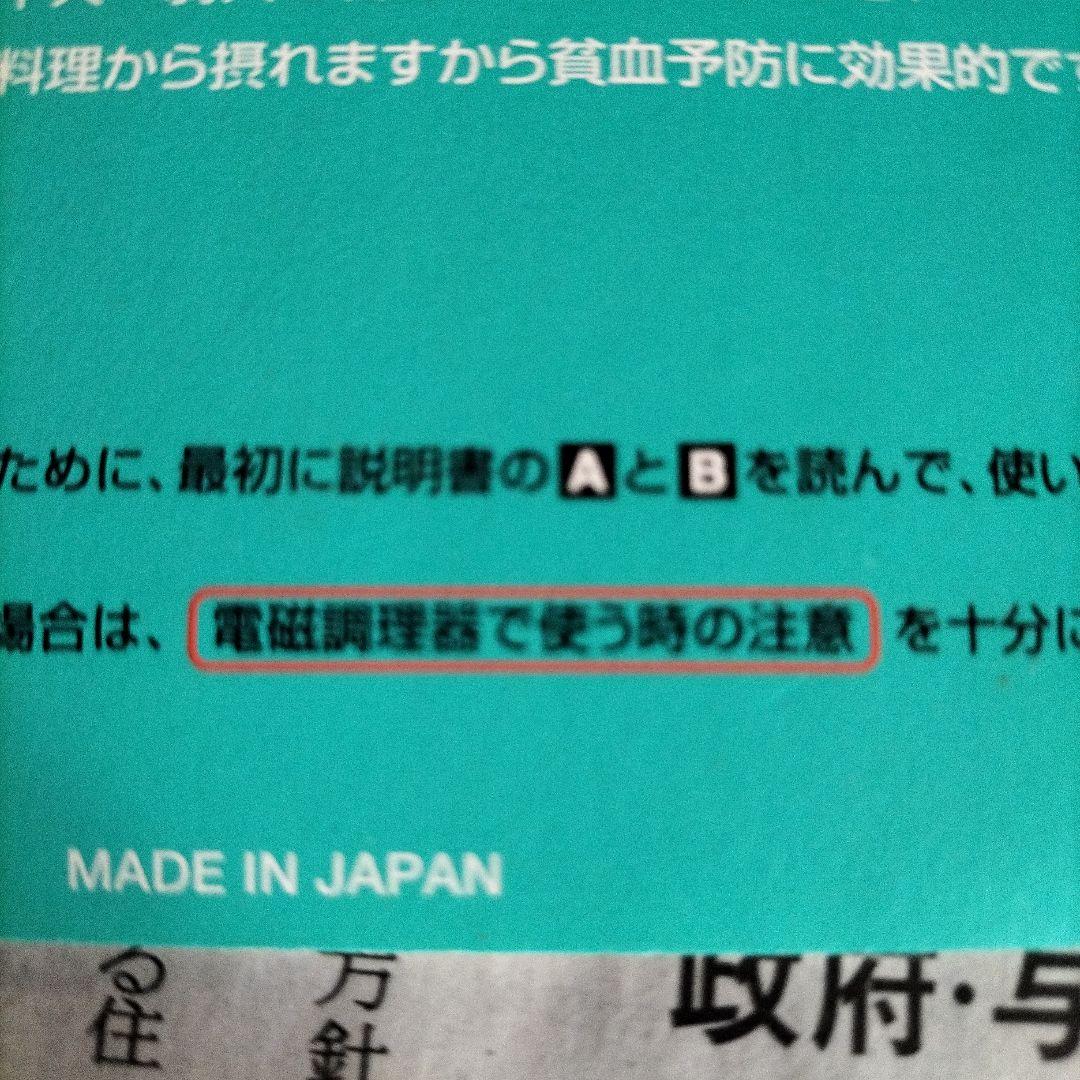 料理から摂れますから貧血予防に効果的です
ために、最初に説明書のAとBを読んで、使い
場合は、電磁調理器で使う時の注意を十分に
MADE IN JAPAN
る住
方針
政府・与